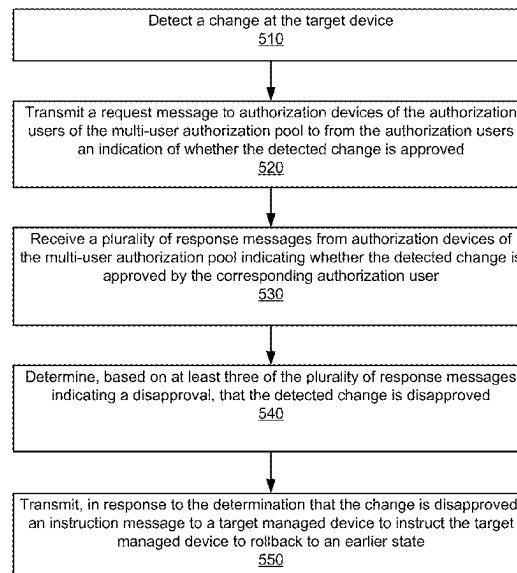 Detect a change at the target device
510
Transmit a request message to authorization devices of the authorization
users of the multi-user authorization pool to from the authorization users
an indication of whether the detected change is approved
520
Receive a plurality of response messages from authorization devices of
the multi-user authorization pool indicating whether the detected change is
approved by the corresponding authorization user
530
Determine, based on at least three of the plurality of response messages
indicating a disapproval, that the detected change is disapproved
540
Transmit, in response to the determination that the change is disapproved,
an instruction message to a target managed device to instruct the target
managed device to rollback to an earlier state
550